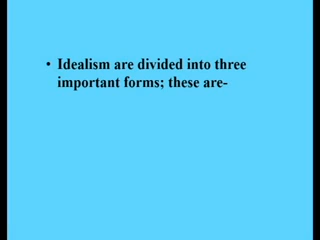 • Idealism are divided into three
important forms; these are-